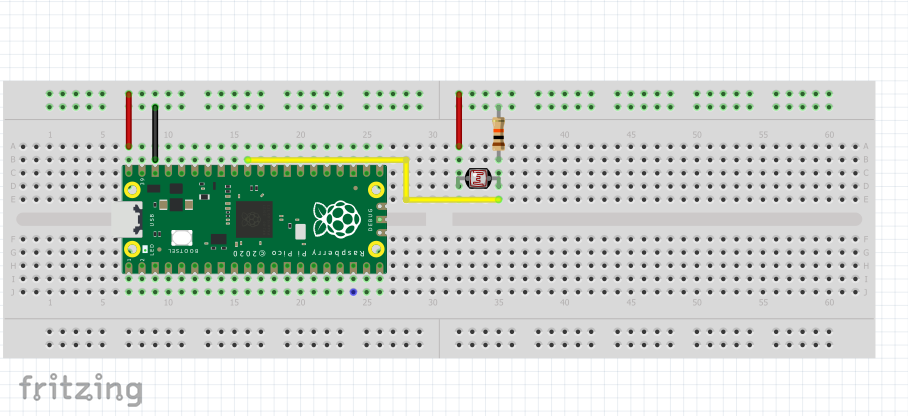 1 5 10 15 20 25 30 35 40 45 50 55 60
A A
B B
C C
D D
E E
USB
DEBUG
LED
BOOTSEL
Raspberry Pi Pico ©2020
F F
G G
H H
I I
J J
1 5 10 15 20 25 30 35 40 45 50 55 60
fritzing